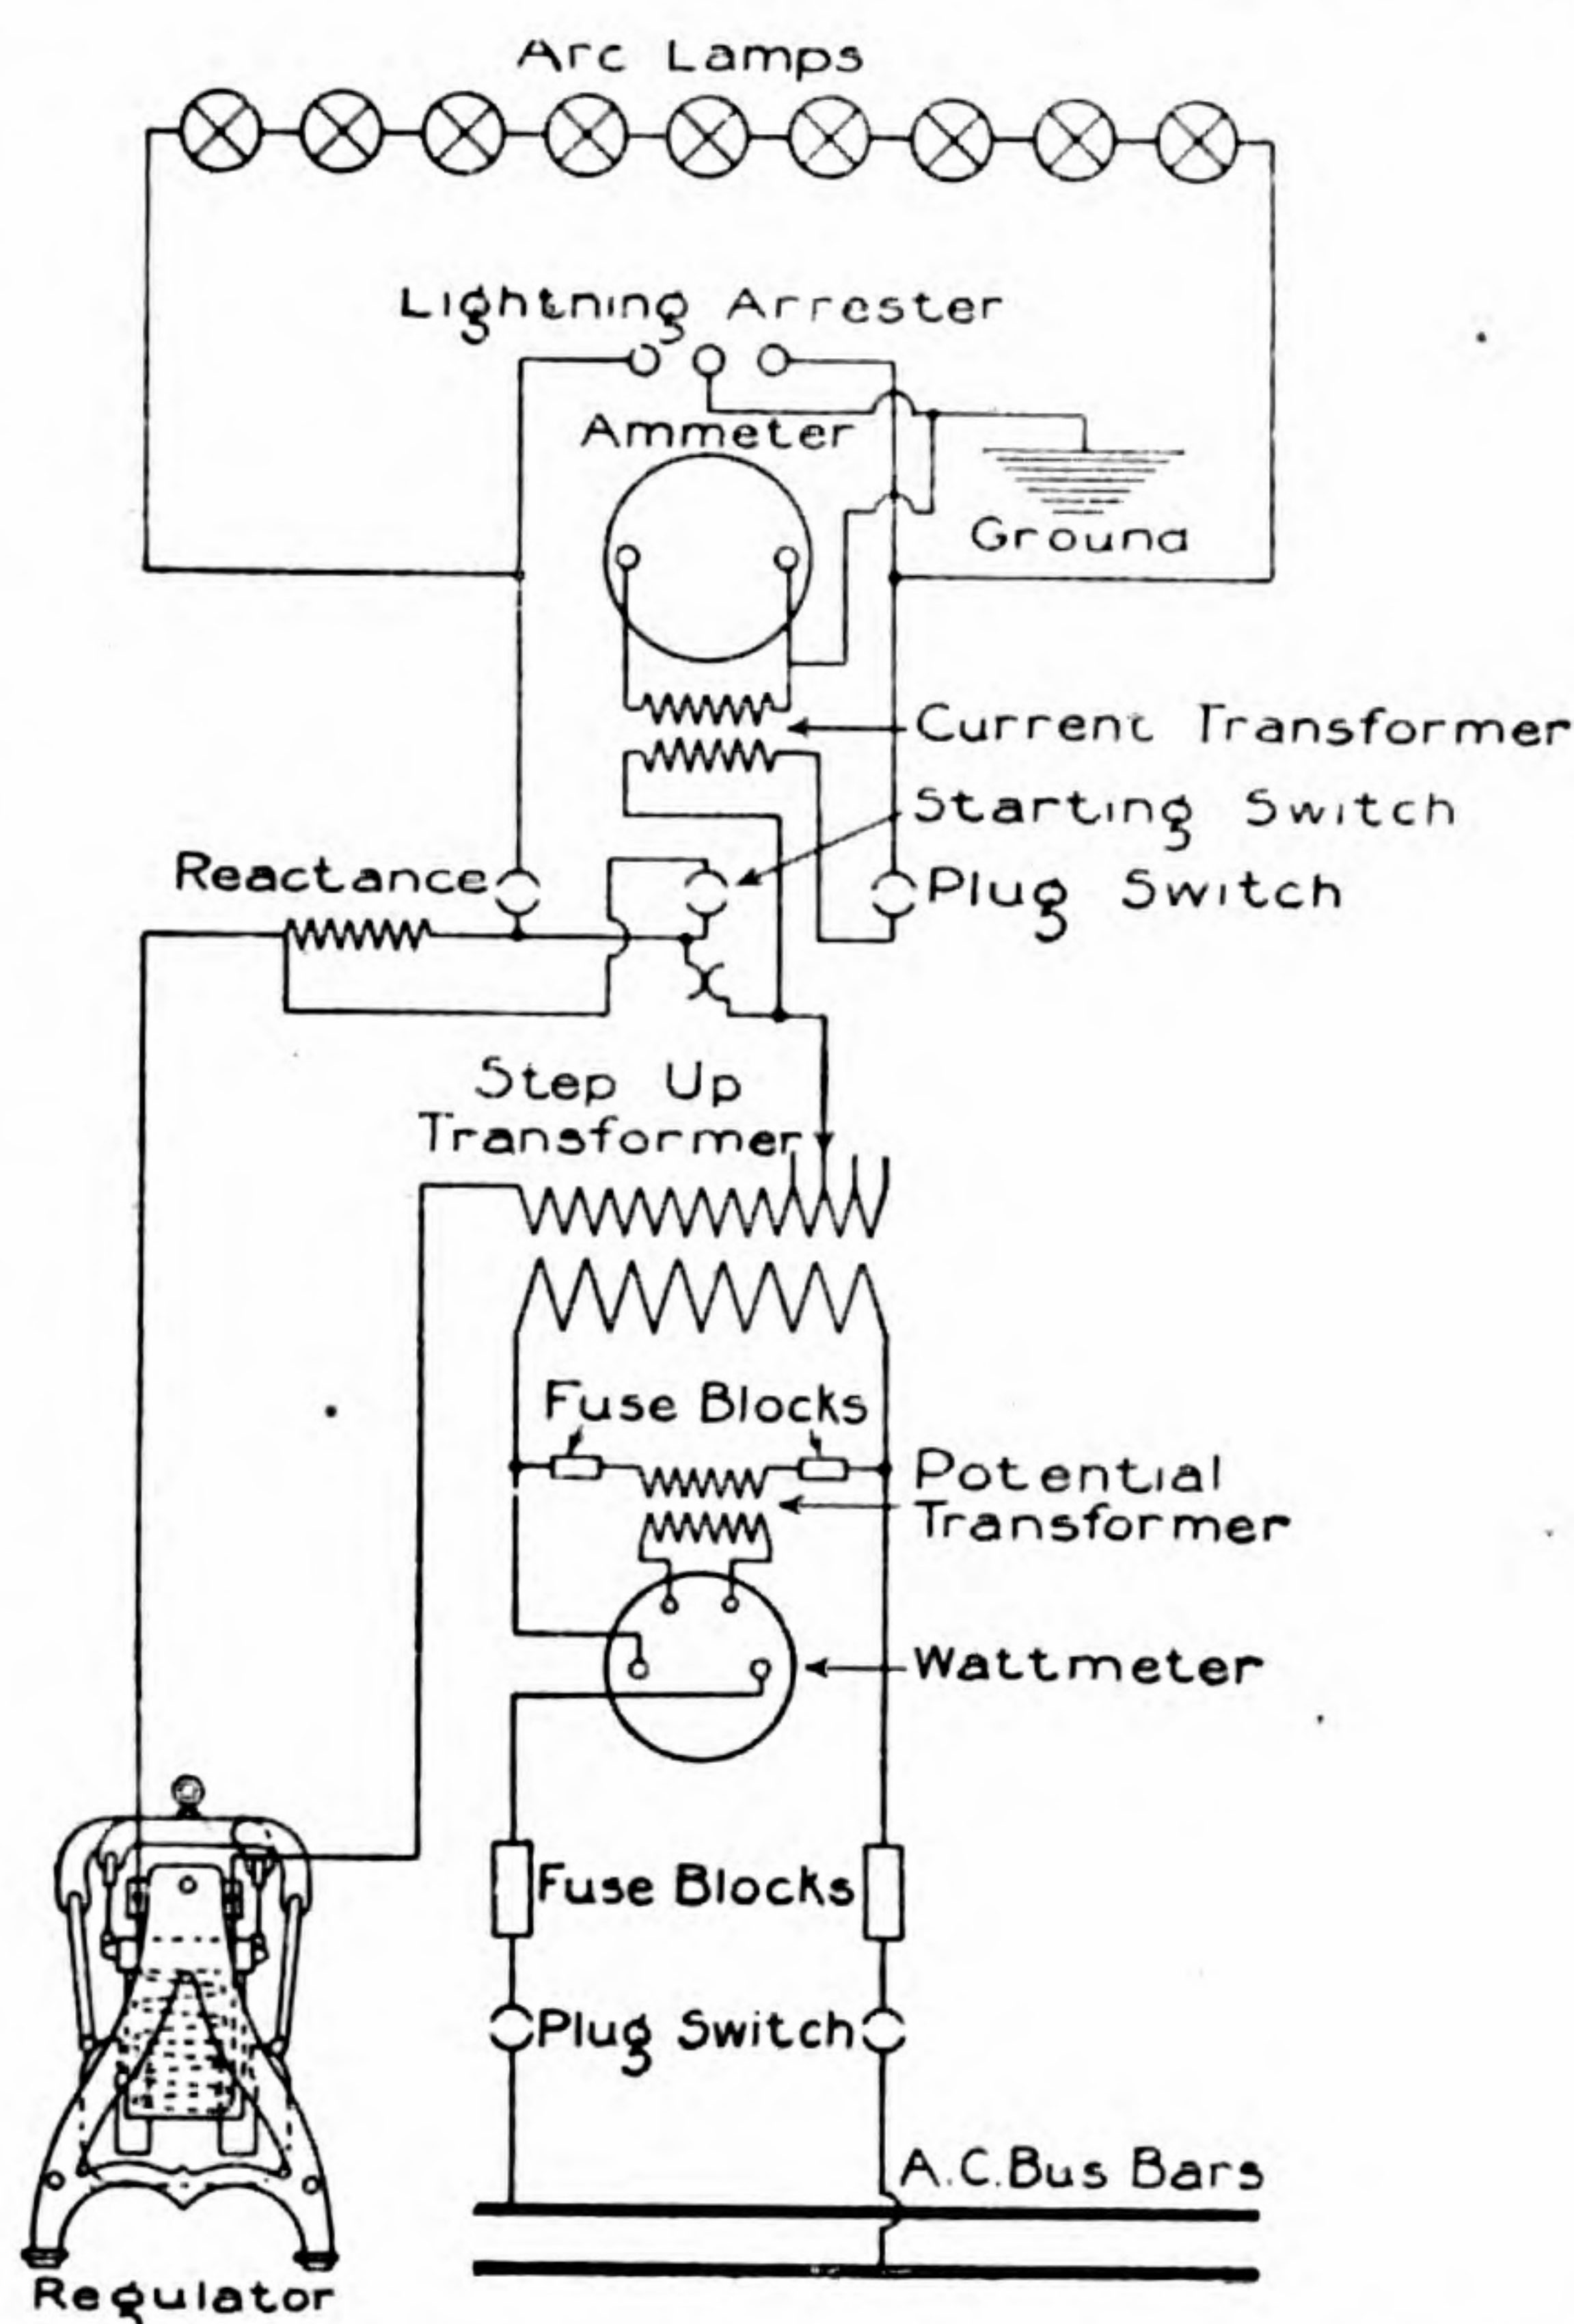 Arc Lamps
Lightning Arrester
Ammeter
Ground
Current Transformer
Starting Switch
Reactance
Plug Switch
Step Up
Transformer
Fuse Blocks
Potential
Transformer
Wattmeter
Fuse Blocks
Plug Switch
A.C. Bus Bars
Regulator